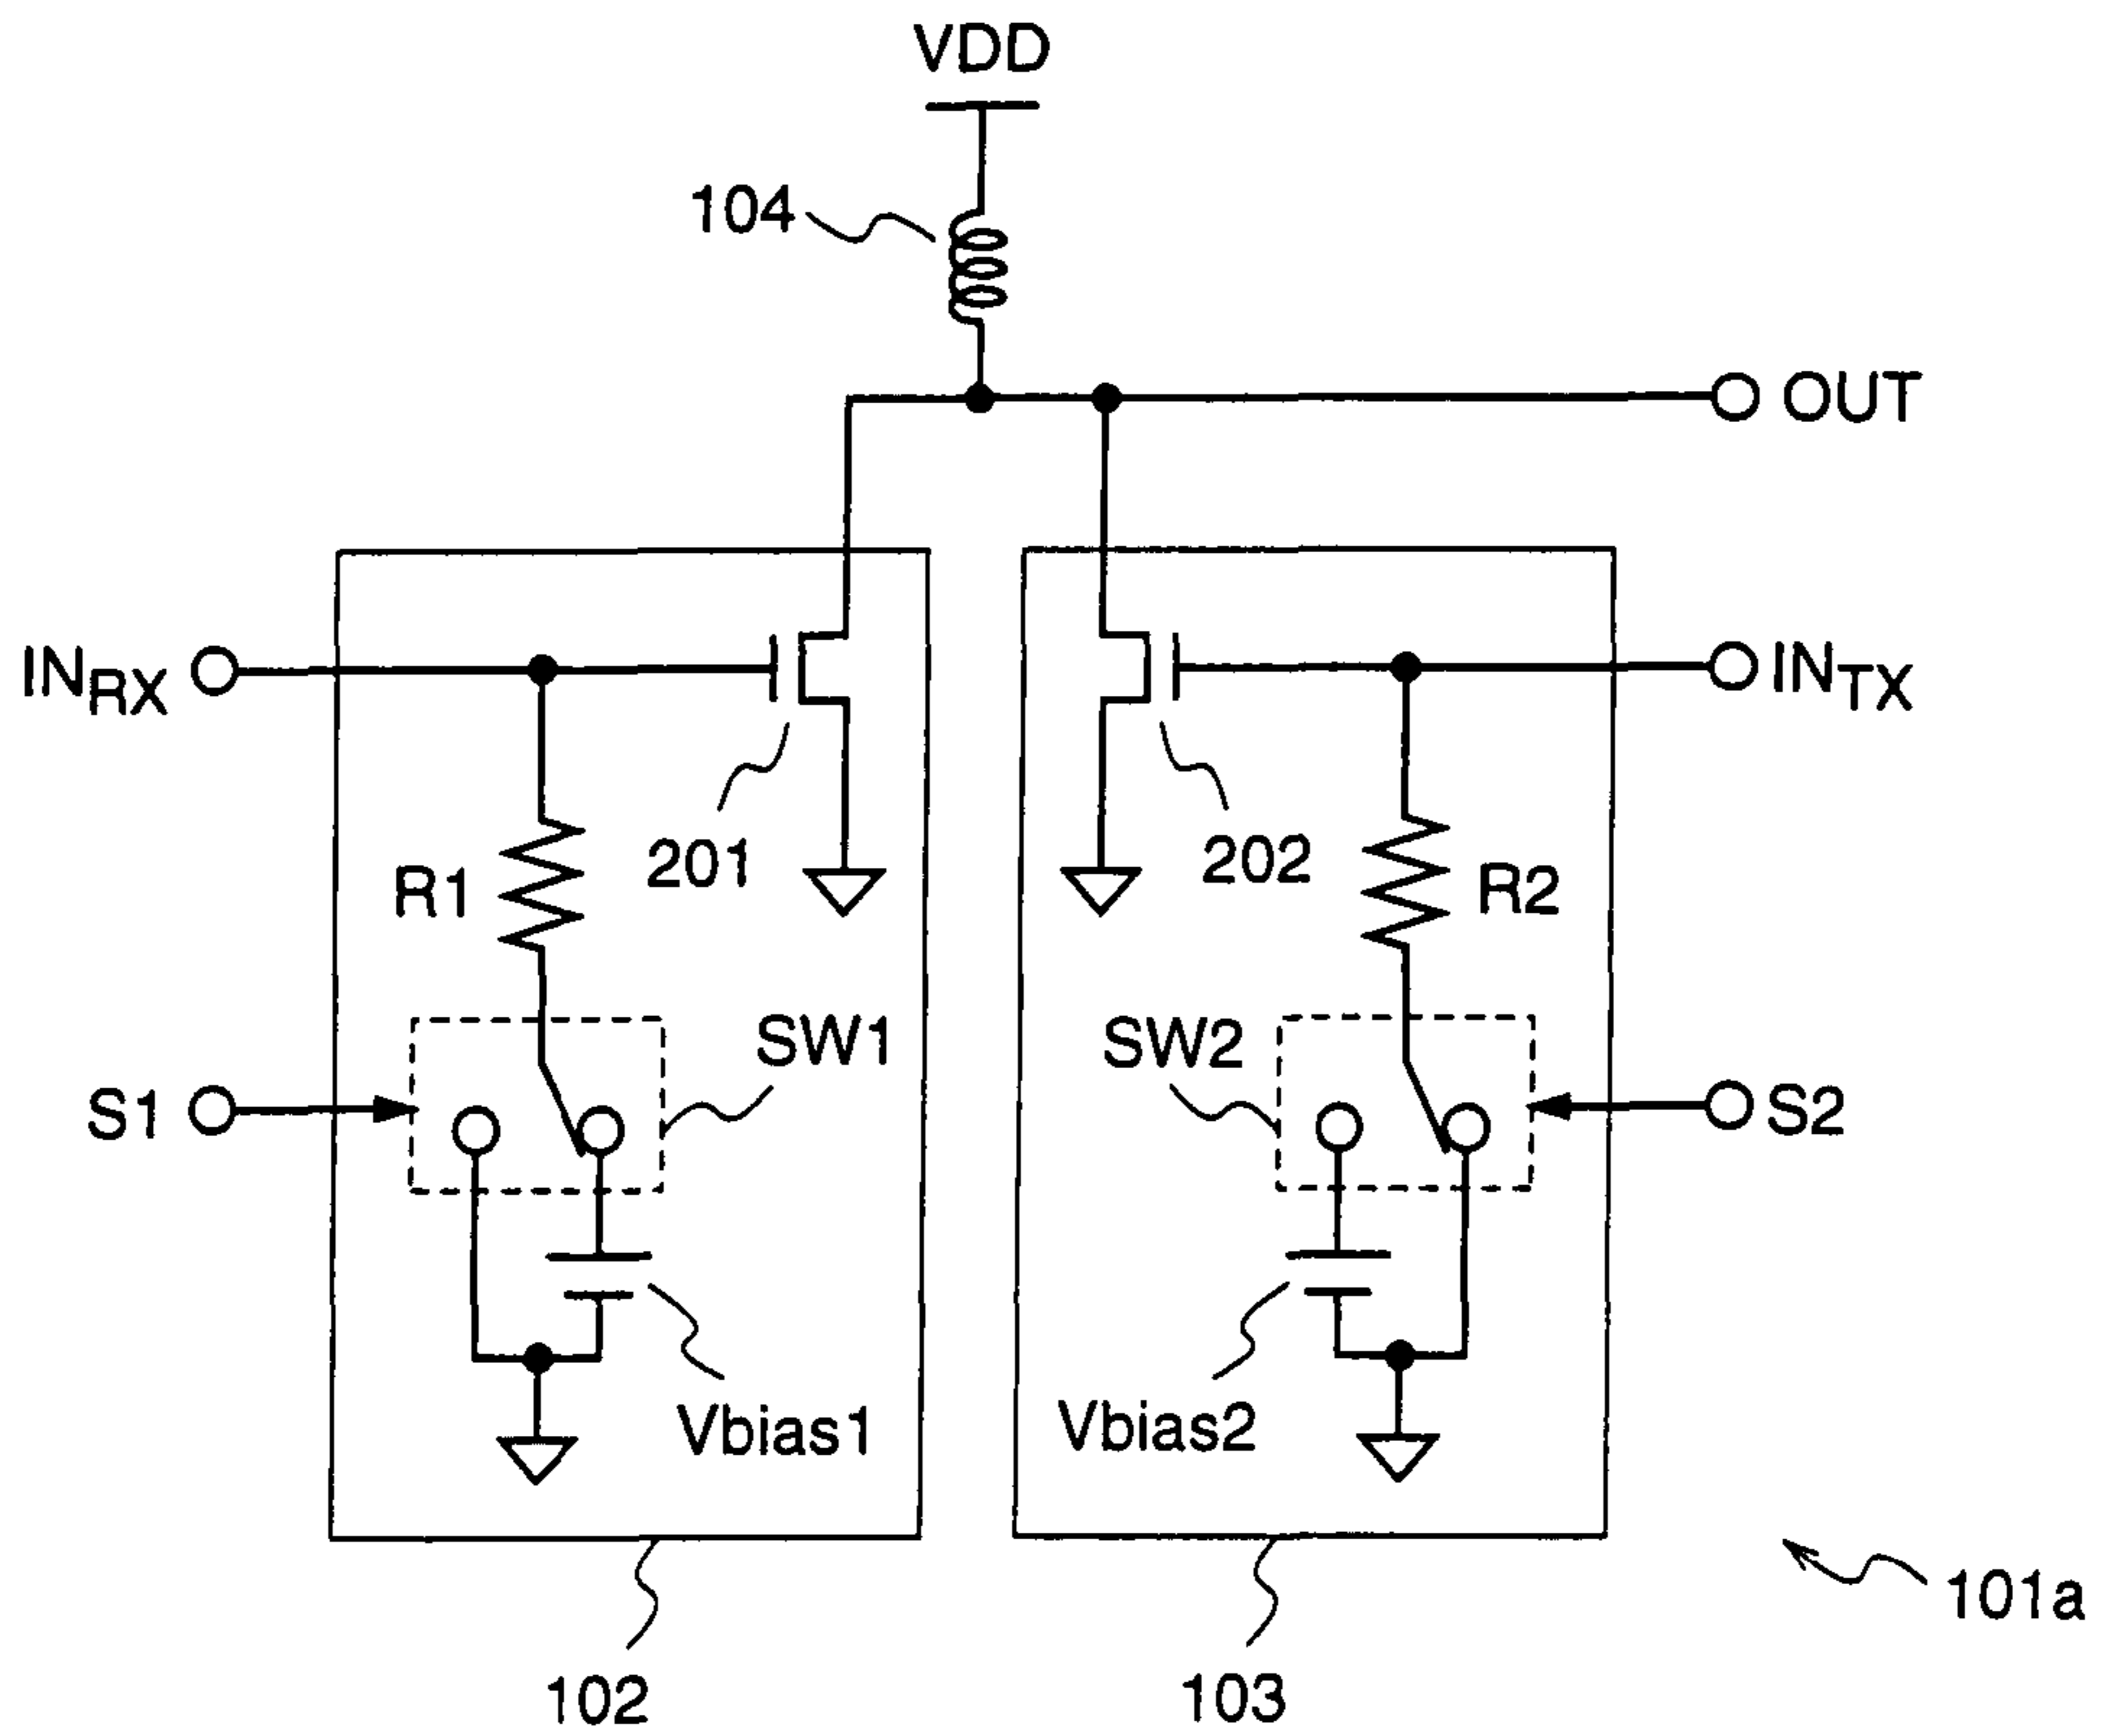 VDD
104
OUT
INRX
INTX
201
202
R1
R2
SW1
SW2
S1
S2
Vbias1
Vbias2
101a
102
103